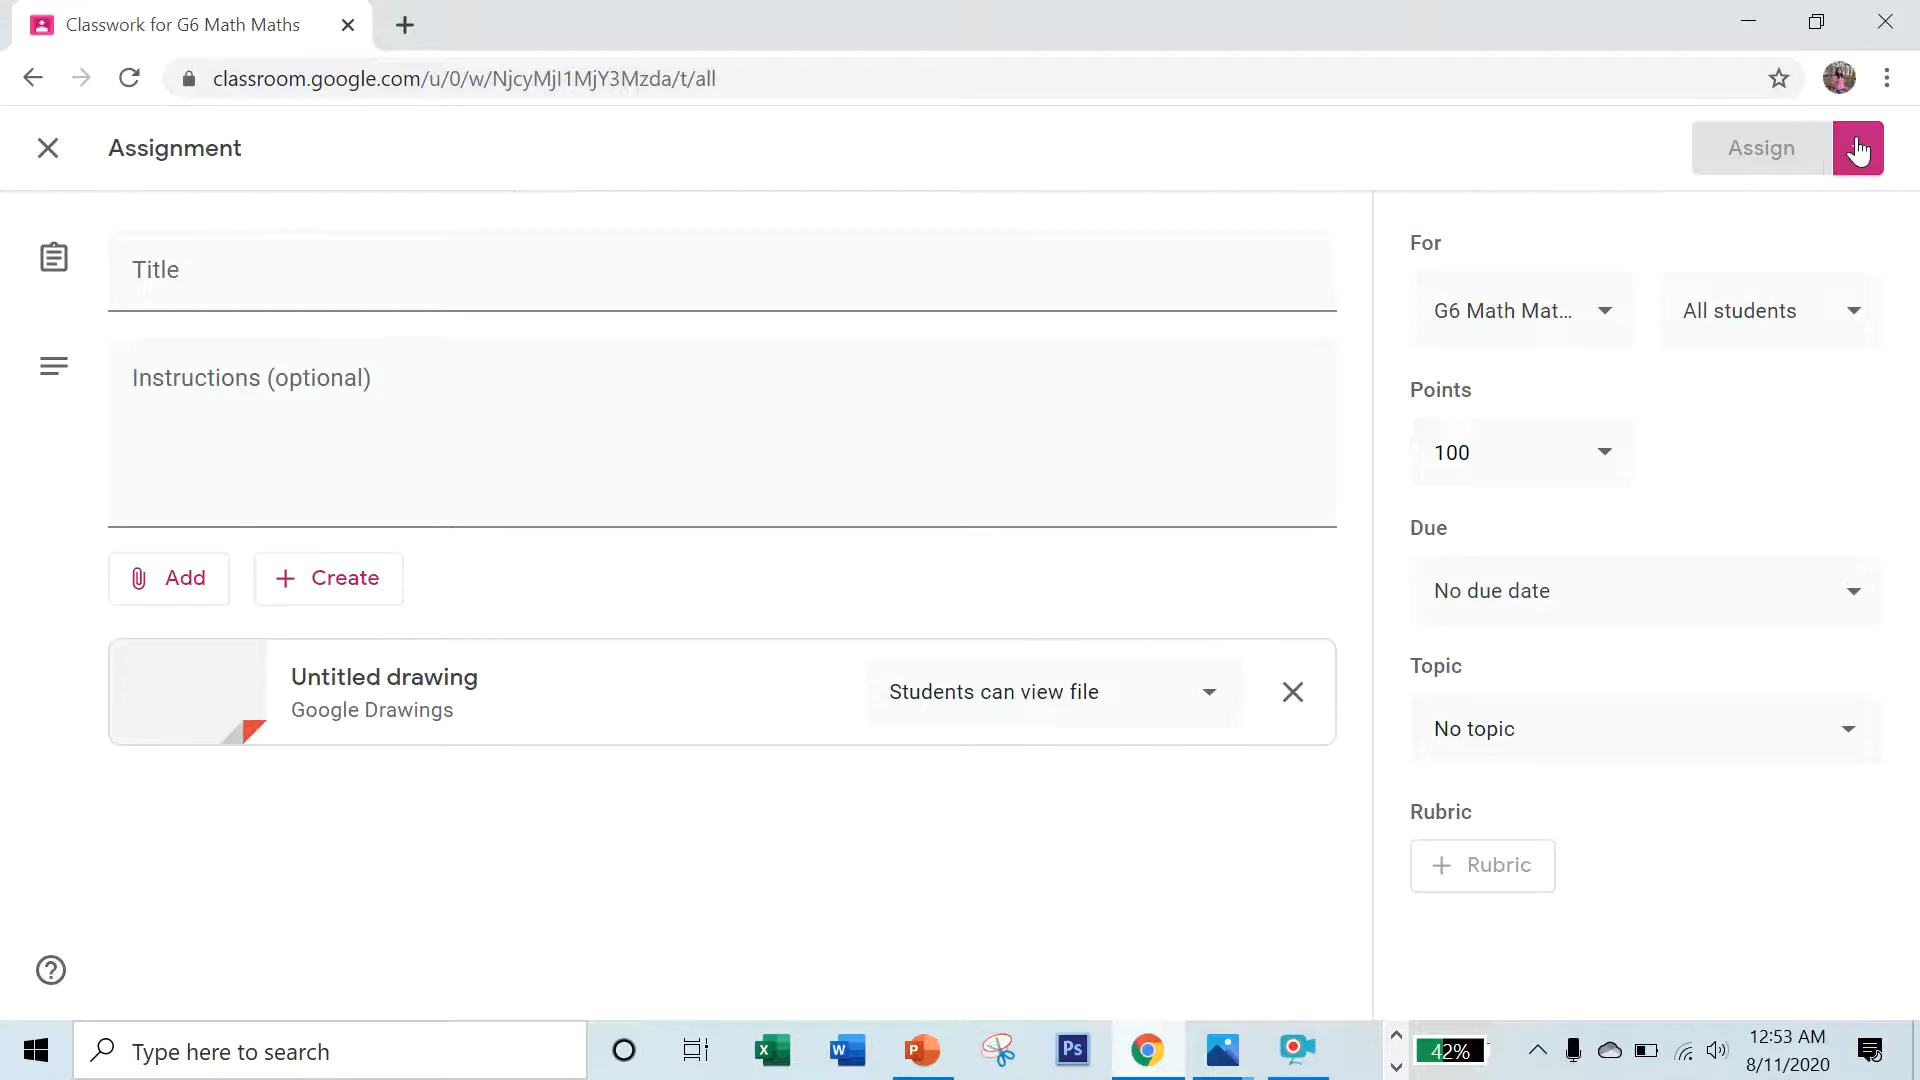 Classwork for G6 Math Maths
classroom.google.com/u/0/w/NjcyMjI1MjY3Mzda/t/all
Assignment
Assign
Title
Instructions (optional)
Add
Create
Untitled drawing
Google Drawings
Students can view file
For
G6 Math Mat...
All students
Points
100
Due
No due date
Topic
No topic
Rubric
Rubric
Type here to search
X
W
P
Ps
42%
12:53 AM
8/11/2020